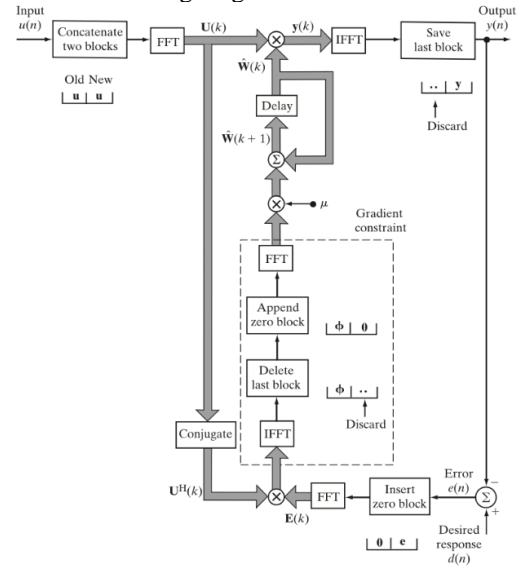 Input
u(n)
Concatenate
two blocks
FFT
U(k)
y(k)
IFFT
Save
last block
Output
y(n)
Old New
u u
Ŵ(k)
.. y
Discard
Delay
Ŵ(k + 1)
Σ
μ
Gradient
constraint
FFT
Append
zero block
ϕ 0
Delete
last block
ϕ ..
Discard
Conjugate
IFFT
Uᴴ(k)
E(k)
FFT
Insert
zero block
Error
e(n)
−
Σ
+
0 e
Desired
response
d(n)